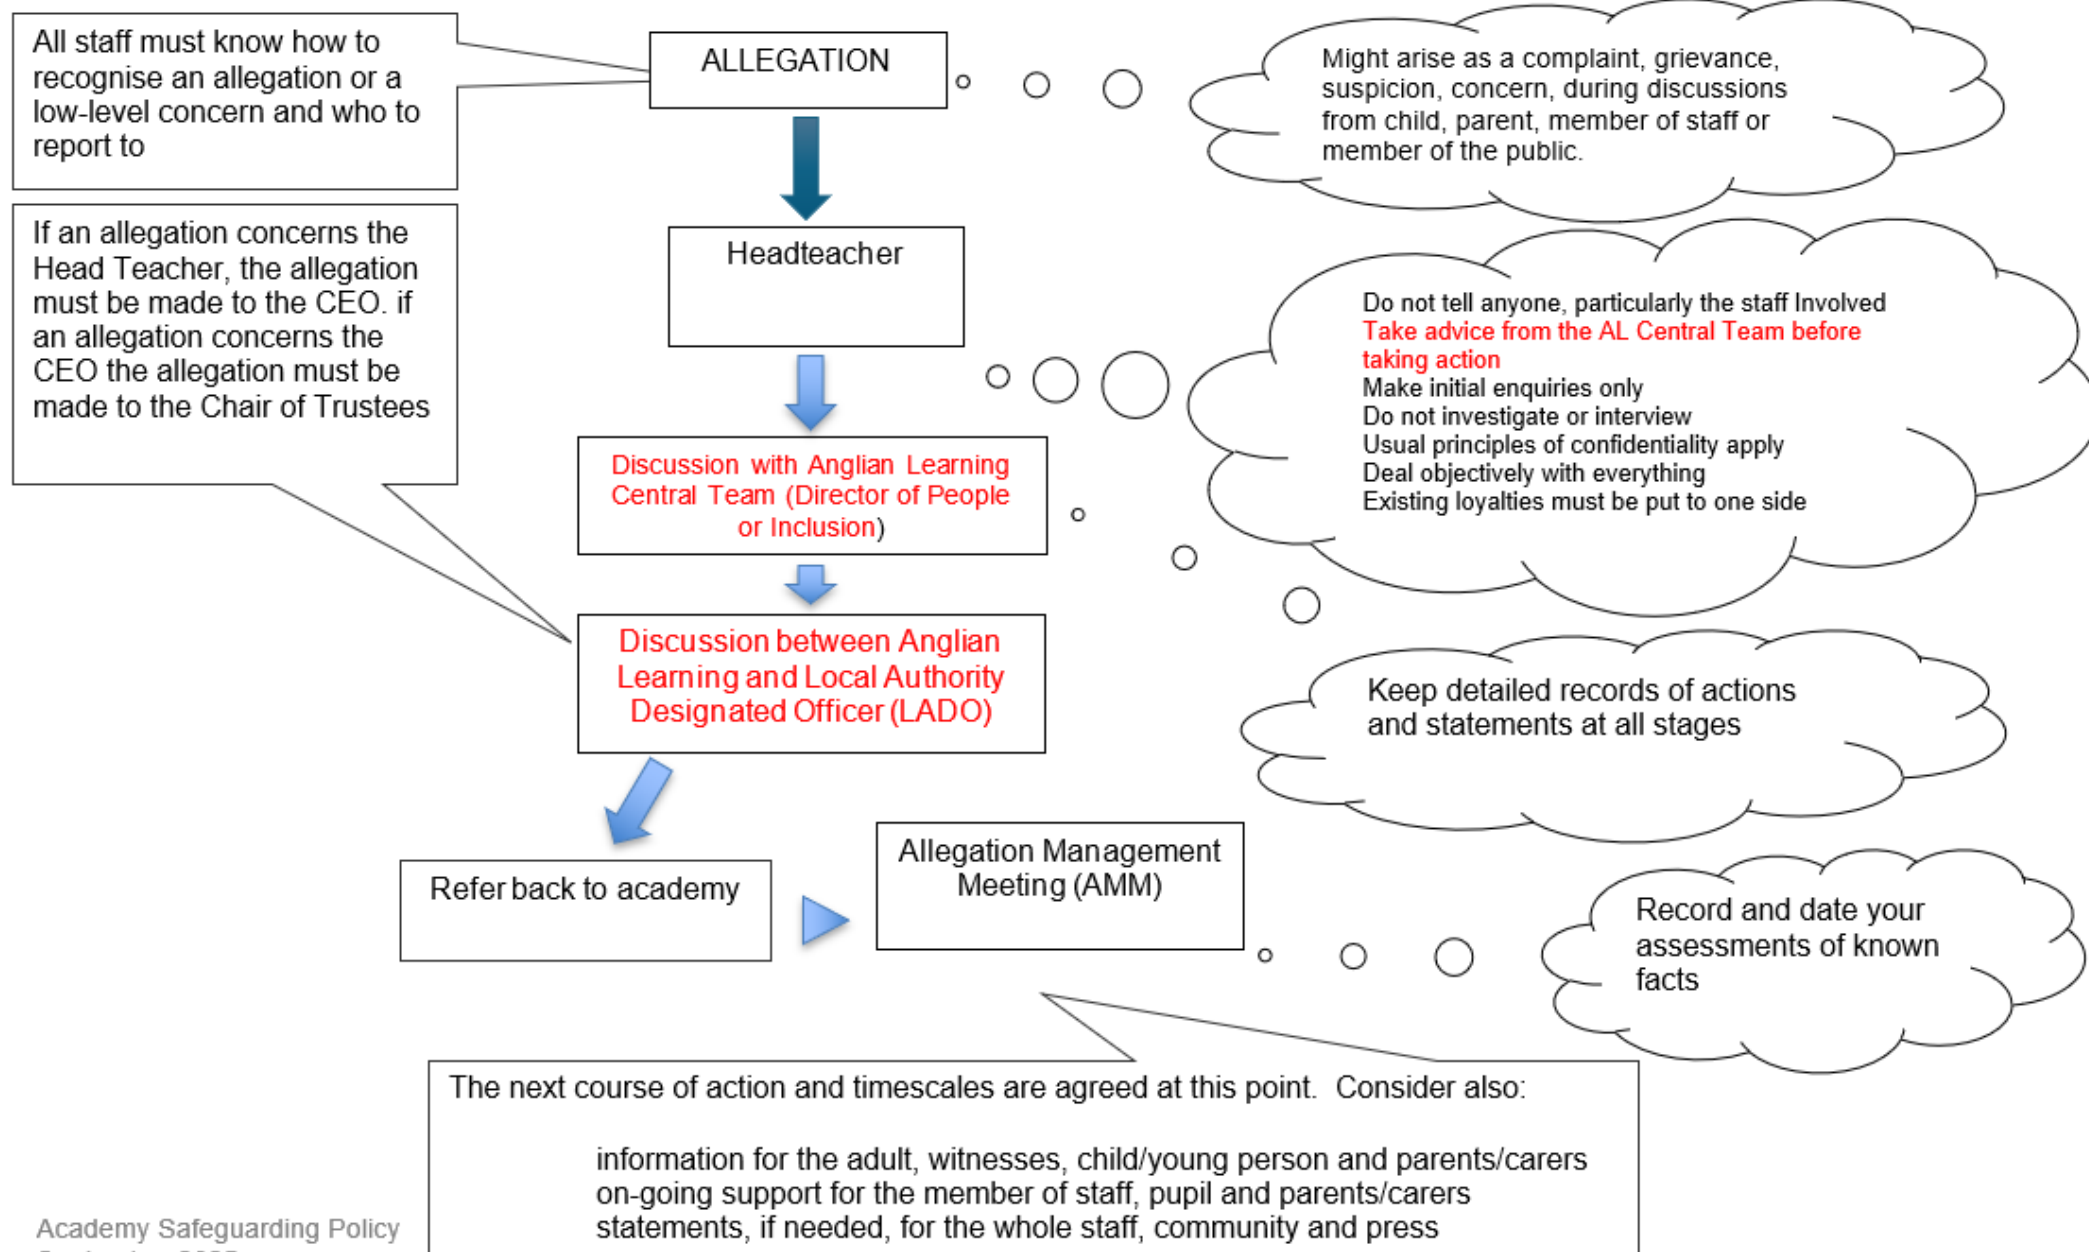 All staff must know how to
recognise an allegation or a
low-level concern and who to
report to
ALLEGATION
Might arise as a complaint, grievance,
suspicion, concern, during discussions
from child, parent, member of staff or
member of the public.
If an allegation concerns the
Head Teacher, the allegation
must be made to the CEO. if
an allegation concerns the
CEO the allegation must be
made to the Chair of Trustees
Headteacher
Do not tell anyone, particularly the staff Involved
Take advice from the AL Central Team before
taking action
Make initial enquiries only
Do not investigate or interview
Usual principles of confidentiality apply
Deal objectively with everything
Existing loyalties must be put to one side
Discussion with Anglian Learning
Central Team (Director of People
or Inclusion)
Discussion between Anglian
Learning and Local Authority
Designated Officer (LADO)
Keep detailed records of actions
and statements at all stages
Refer back to academy
Allegation Management
Meeting (AMM)
Record and date your
assessments of known
facts
The next course of action and timescales are agreed at this point.  Consider also:
information for the adult, witnesses, child/young person and parents/carers
on-going support for the member of staff, pupil and parents/carers
statements, if needed, for the whole staff, community and press
Academy Safeguarding Policy